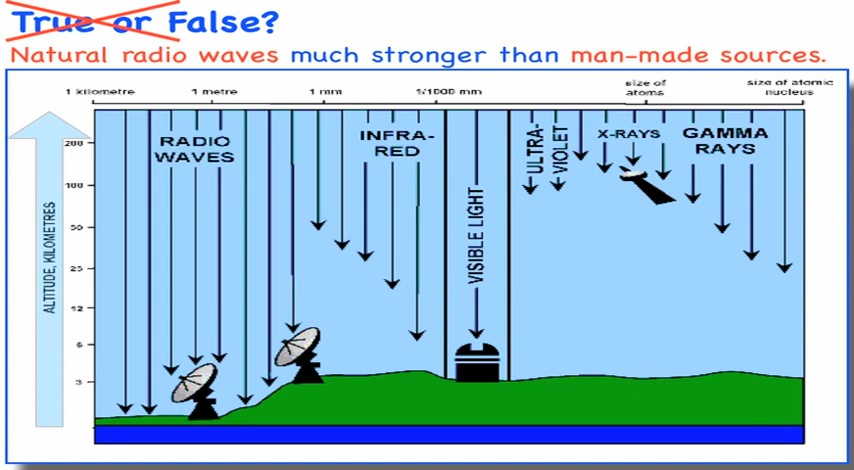 True or False?
Natural radio waves much stronger than man-made sources.
1 kilometre 1 metre 1 mm 1/1000 mm size of atoms size of atomic nucleus
RADIO WAVES
INFRA-RED
VISIBLE LIGHT
ULTRA-VIOLET
X-RAYS
GAMMA RAYS
ALTITUDE, KILOMETRES
200
100
50
25
12
6
3